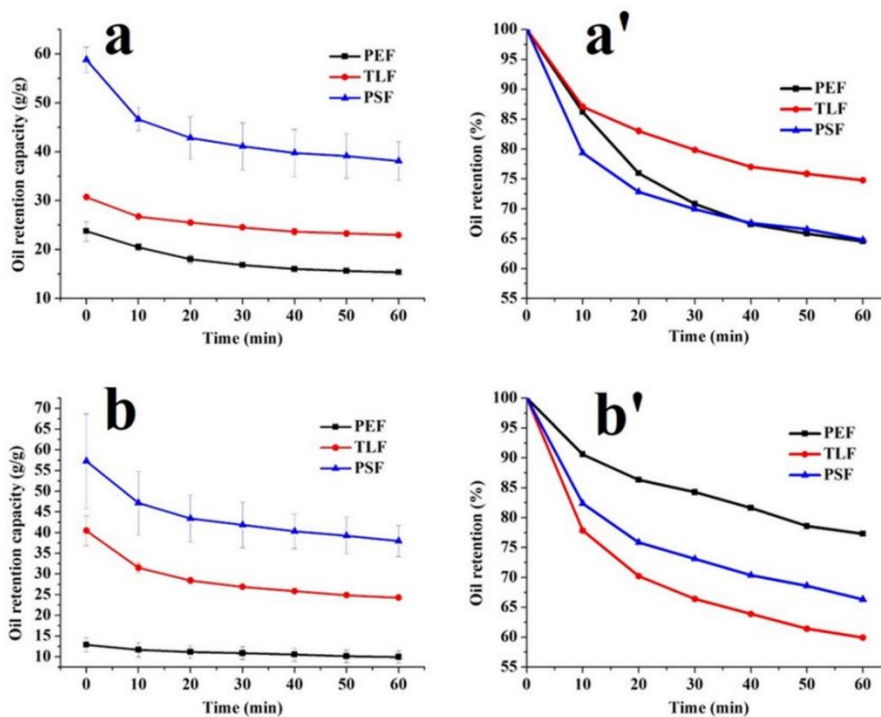 a
PEF
TLF
PSF
Oil retention capacity (g/g)
60
50
40
30
20
10
0 10 20 30 40 50 60
Time (min)
a'
PEF
TLF
PSF
Oil retention (%)
100
95
90
85
80
75
70
65
60
55
0 10 20 30 40 50 60
Time (min)
b
PEF
TLF
PSF
Oil retention capacity (g/g)
70
65
60
55
50
45
40
35
30
25
20
15
10
0 10 20 30 40 50 60
Time (min)
b'
PEF
TLF
PSF
Oil retention (%)
100
95
90
85
80
75
70
65
60
55
0 10 20 30 40 50 60
Time (min)